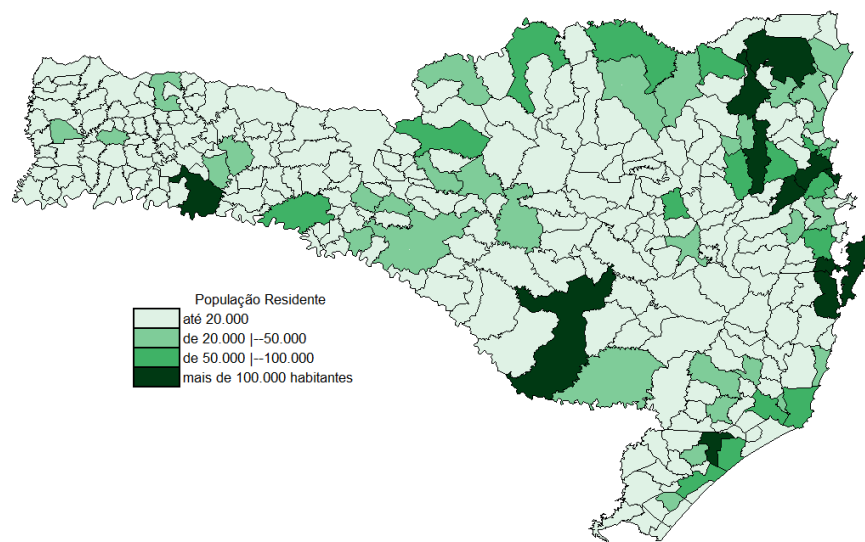 População Residente
até 20.000
de 20.000 |--50.000
de 50.000 |--100.000
mais de 100.000 habitantes